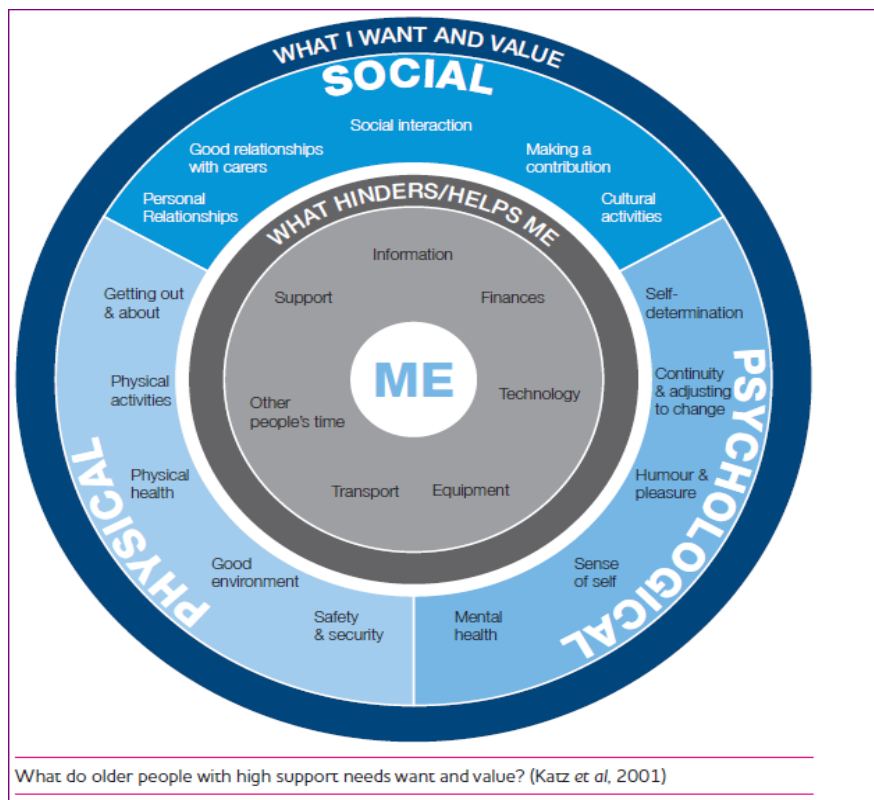 WHAT I WANT AND VALUE
SOCIAL
Social interaction
Good relationships
with carers
Making a
contribution
Personal
Relationships
Cultural
activities
WHAT HINDERS/HELPS ME
Information
Support
Finances
ME
Technology
Other
people's time
Transport
Equipment
Getting out
& about
Physical
activities
Physical
health
Good
environment
Safety
& security
PHYSICAL
Self-
determination
Continuity
& adjusting
to change
Humour &
pleasure
Sense
of self
Mental
health
PSYCHOLOGICAL
What do older people with high support needs want and value? (Katz et al, 2001)